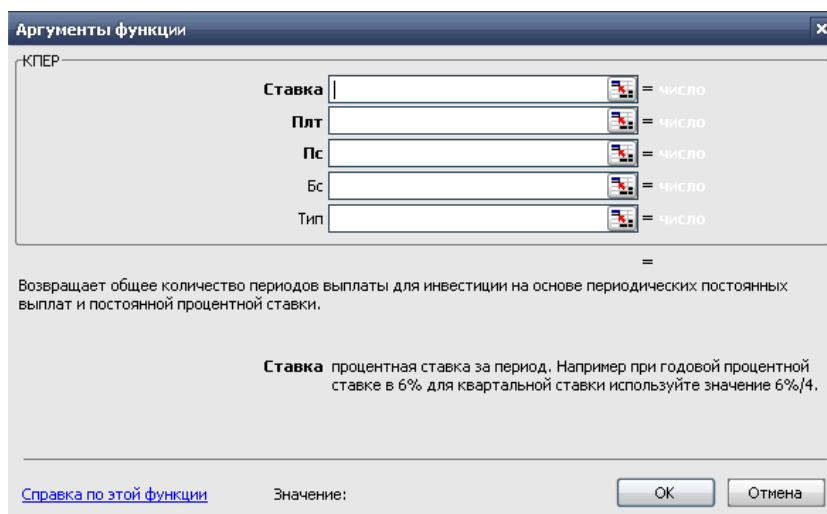 Аргументы функции
КПЕР
Ставка = число
Плт = число
Пс = число
Бс = число
Тип = число
=
Возвращает общее количество периодов выплаты для инвестиции на основе периодических постоянных
выплат и постоянной процентной ставки.
Ставка процентная ставка за период. Например при годовой процентной
ставке в 6% для квартальной ставки используйте значение 6%/4.
Справка по этой функции Значение: ОК Отмена